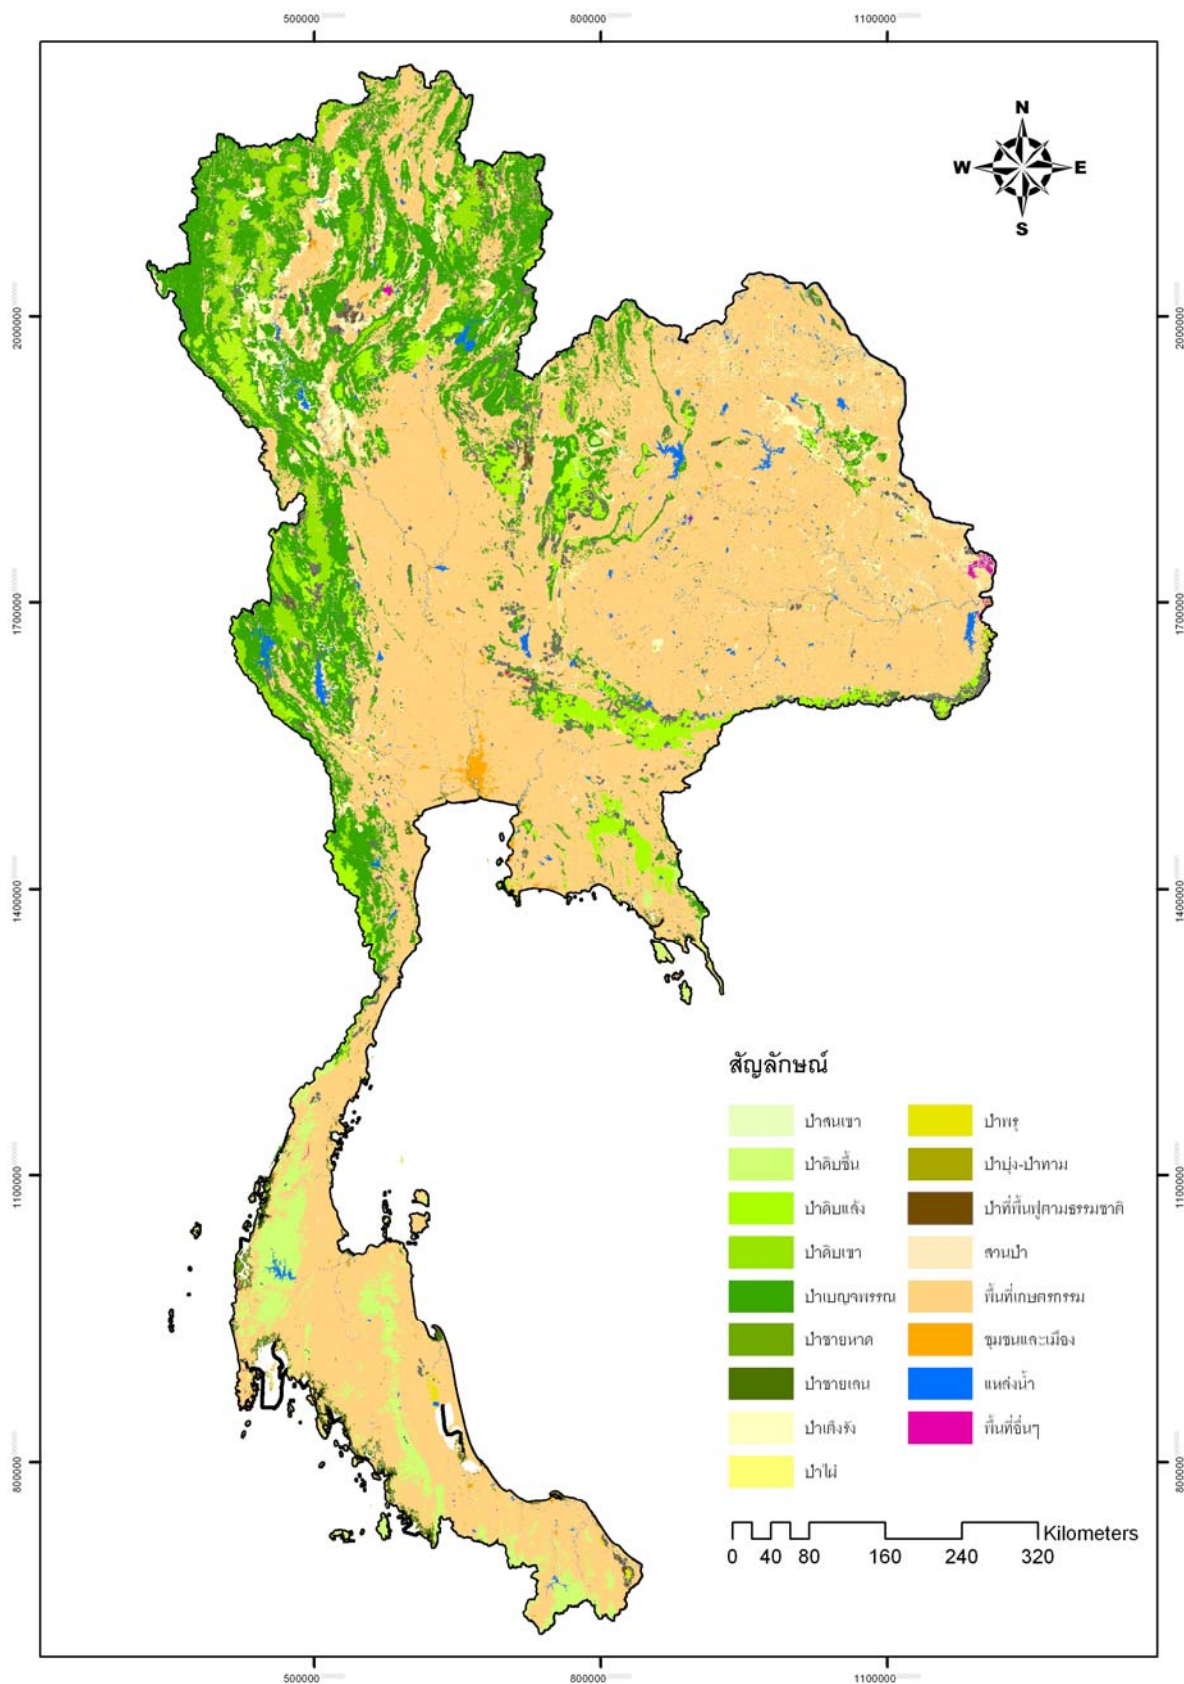 500000
800000
1100000
N
W E
S
2000000
2000000
1700000
1700000
1400000
1400000
สัญลักษณ์
ป่าสนเขา
ป่าพรุ
ป่าดิบชื้น
ป่าบุ่ง-ป่าทาม
ป่าดิบแล้ง
ป่าที่ฟื้นฟูตามธรรมชาติ
ป่าดิบเขา
สวนป่า
ป่าเบญจพรรณ
พื้นที่เกษตรกรรม
ป่าชายหาด
ชุมชนและเมือง
ป่าชายเลน
แหล่งน้ำ
ป่าเต็งรัง
พื้นที่อื่นๆ
ป่าไผ่
1100000
1100000
800000
800000
Kilometers
0 40 80 160 240 320
500000
800000
1100000